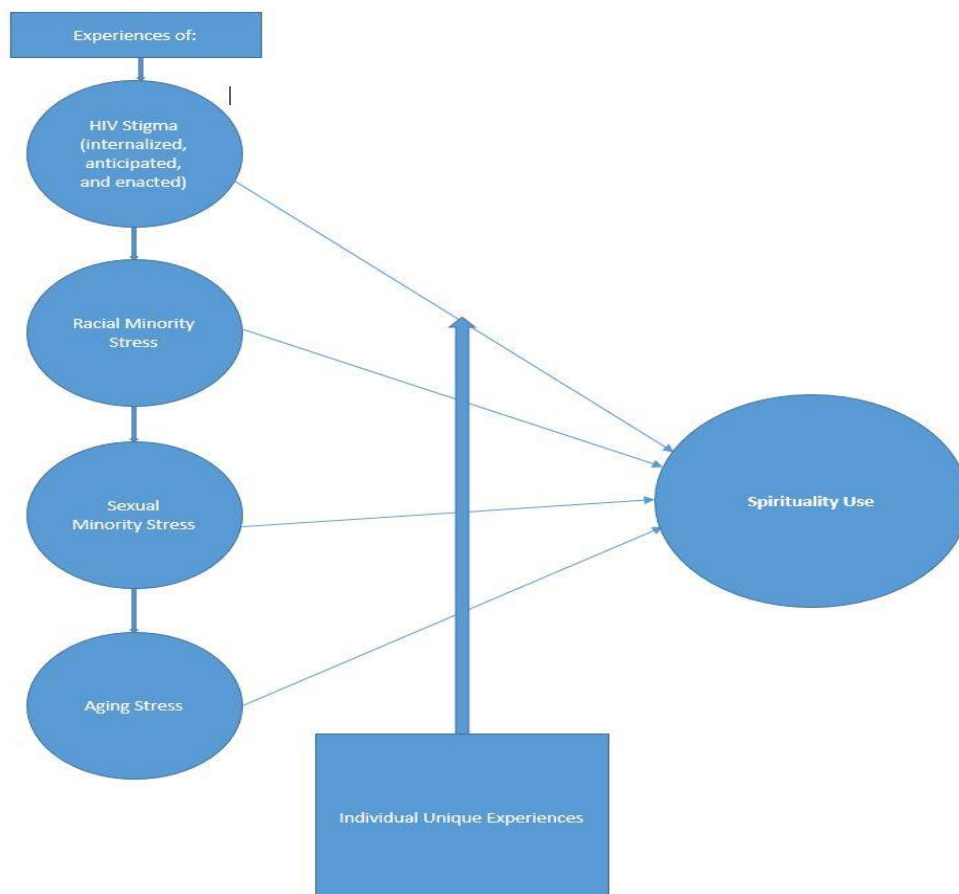 Experiences of:
HIV Stigma
(internalized,
anticipated,
and enacted)
Racial Minority
Stress
Sexual
Minority Stress
Aging Stress
Spirituality Use
Individual Unique Experiences